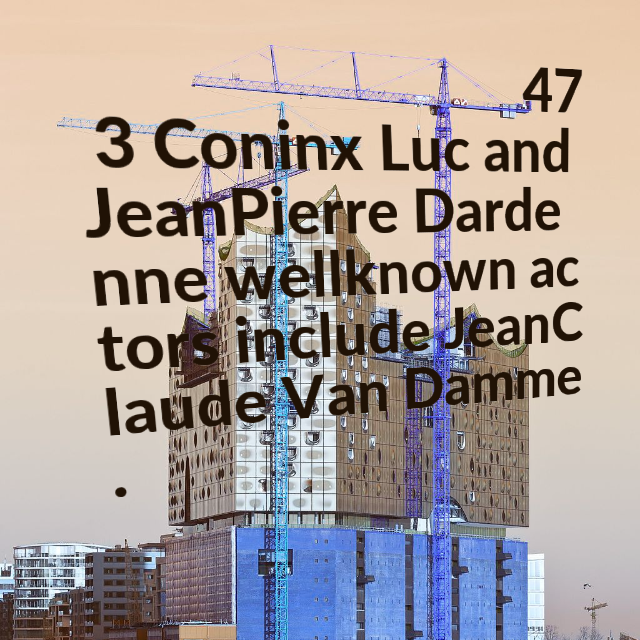 47
3 Coninx Luc and
JeanPierre Darde
nne wellknown ac
tors include JeanC
laude Van Damme
.